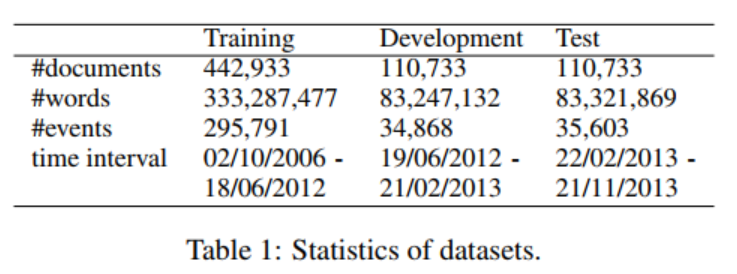 Training Development Test
#documents 442,933 110,733 110,733
#words 333,287,477 83,247,132 83,321,869
#events 295,791 34,868 35,603
time interval 02/10/2006 - 19/06/2012 - 22/02/2013 -
18/06/2012 21/02/2013 21/11/2013
Table 1: Statistics of datasets.